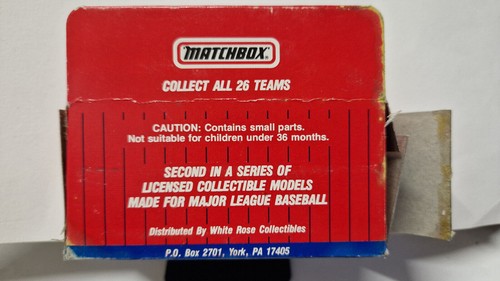 MATCHBOX
COLLECT ALL 26 TEAMS
CAUTION: Contains small parts.
Not suitable for children under 36 months.
SECOND IN A SERIES OF
LICENSED COLLECTIBLE MODELS
MADE FOR MAJOR LEAGUE BASEBALL
Distributed By White Rose Collectibles
P.O. Box 2701, York, PA 17405